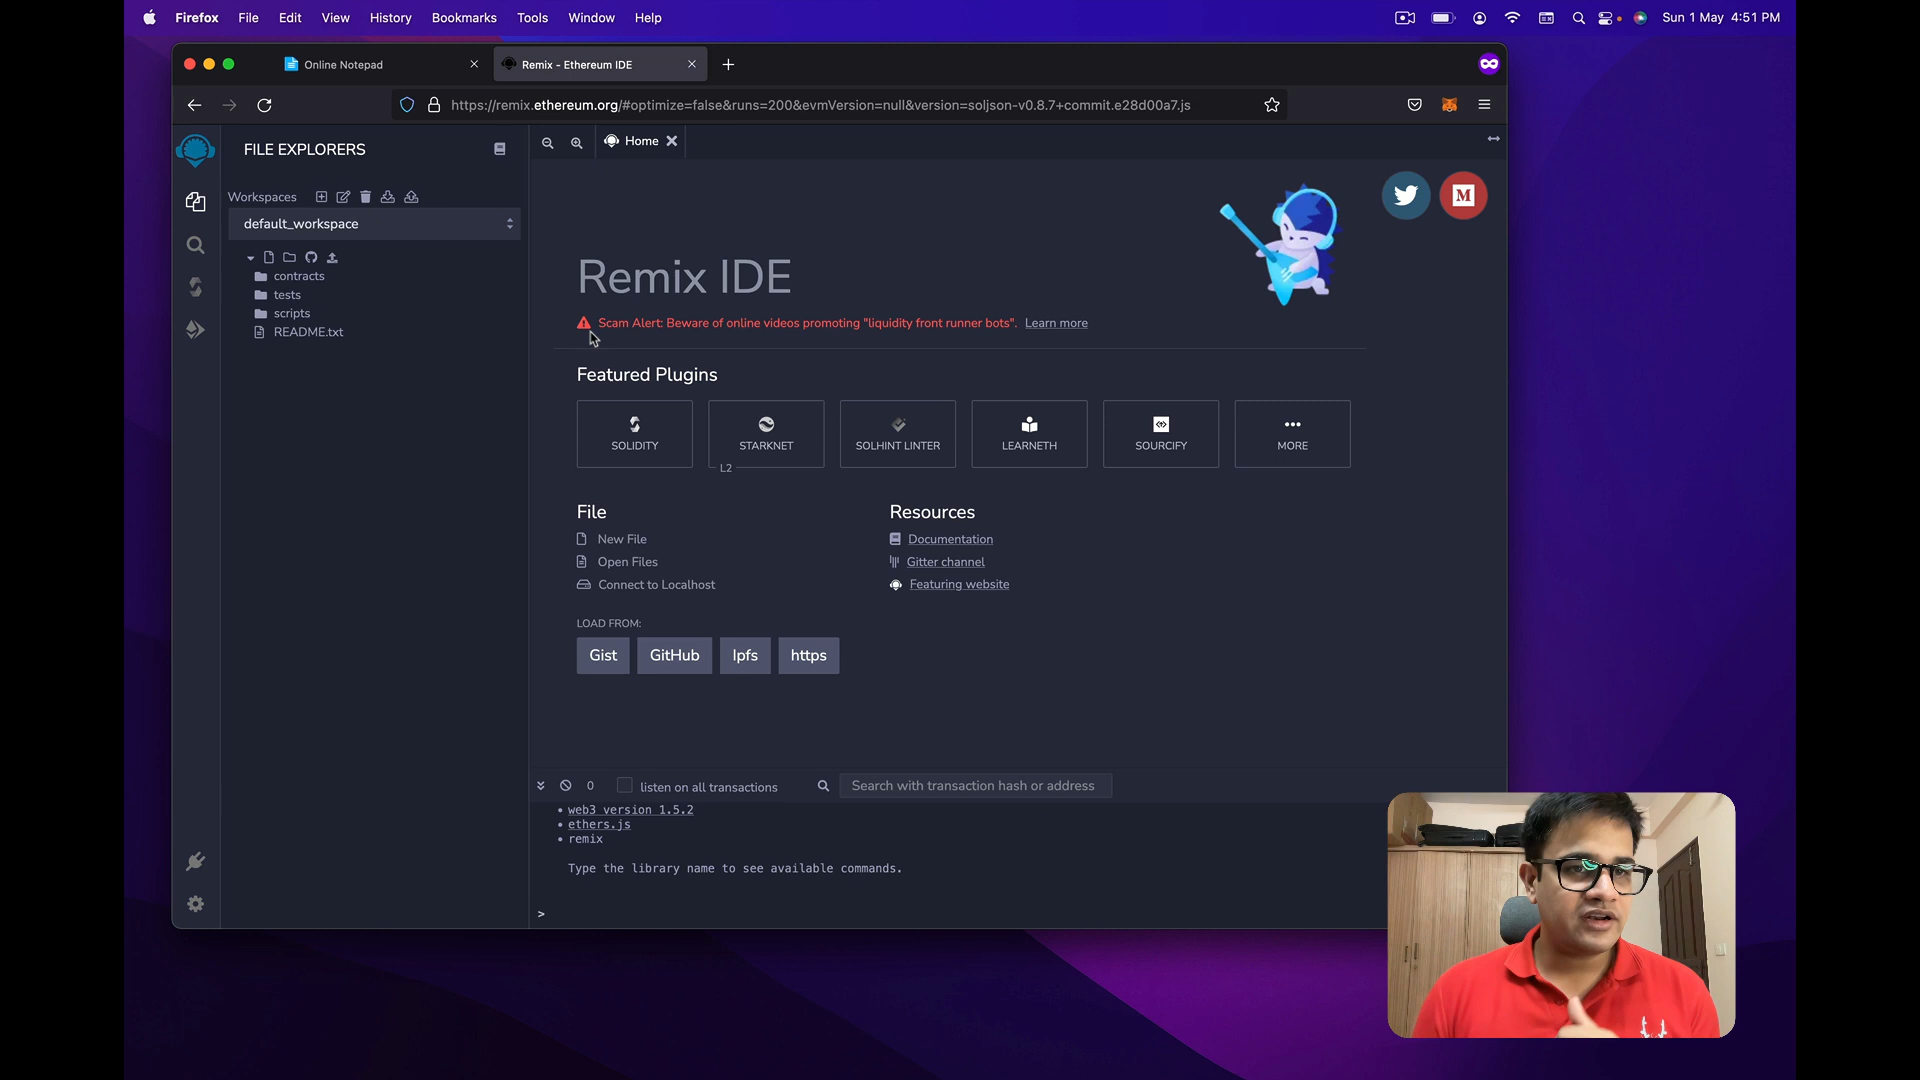 Firefox File Edit View History Bookmarks Tools Window Help Sun 1 May 4:51 PM
Online Notepad
Remix - Ethereum IDE
https://remix.ethereum.org/#optimize=false&runs=200&evmVersion=null&version=soljson-v0.8.7+commit.e28d00a7.js
FILE EXPLORERS
Home
Workspaces
default_workspace
contracts
tests
scripts
README.txt
M
Remix IDE
Scam Alert: Beware of online videos promoting "liquidity front runner bots". Learn more
Featured Plugins
SOLIDITY
STARKNET
L2
SOLHINT LINTER
LEARNETH
SOURCIFY
MORE
File
New File
Open Files
Connect to Localhost
Resources
Documentation
Gitter channel
Featuring website
LOAD FROM:
Gist GitHub Ipfs https
0 listen on all transactions Search with transaction hash or address
• web3 version 1.5.2
• ethers.js
• remix
Type the library name to see available commands.
>